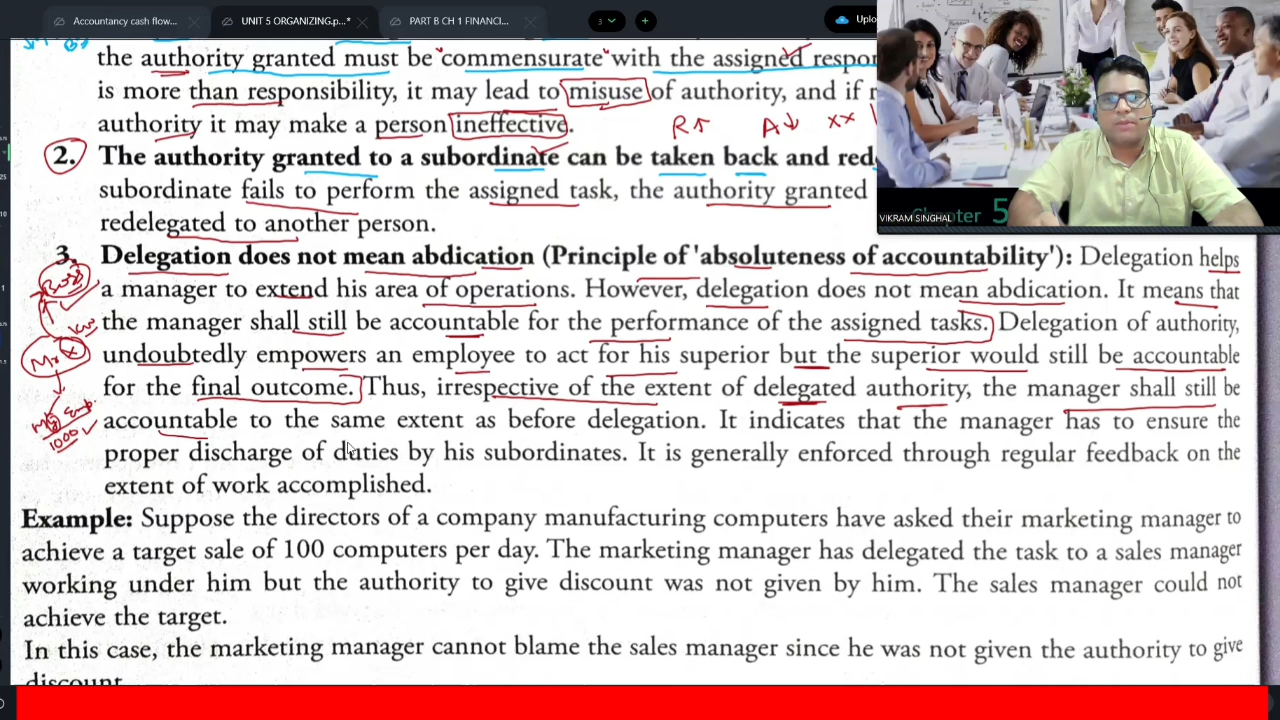 Accountancy cash flow...
UNIT 5 ORGANIZING.p...*
PART B CH 1 FINANCI...
3
Uplo
the authority granted must be "commensurate" with the assigned respor
is more than responsibility, it may lead to misuse of authority, and if r
authority it may make a person ineffective.
R↑ A↓ xx
2. The authority granted to a subordinate can be taken back and red
subordinate fails to perform the assigned task, the authority granted
redelegated to another person.
VIKRAM SINGHAL
Chapter 5
3. Delegation does not mean abdication (Principle of 'absoluteness of accountability'): Delegation helps
a manager to extend his area of operations. However, delegation does not mean abdication. It means that
the manager shall still be accountable for the performance of the assigned tasks. Delegation of authority,
undoubtedly empowers an employee to act for his superior but the superior would still be accountable
for the final outcome. Thus, irrespective of the extent of delegated authority, the manager shall still be
accountable to the same extent as before delegation. It indicates that the manager has to ensure the
proper discharge of duties by his subordinates. It is generally enforced through regular feedback on the
extent of work accomplished.
1000
Example: Suppose the directors of a company manufacturing computers have asked their marketing manager to
achieve a target sale of 100 computers per day. The marketing manager has delegated the task to a sales manager
working under him but the authority to give discount was not given by him. The sales manager could not
achieve the target.
In this case, the marketing manager cannot blame the sales manager since he was not given the authority to give
discount